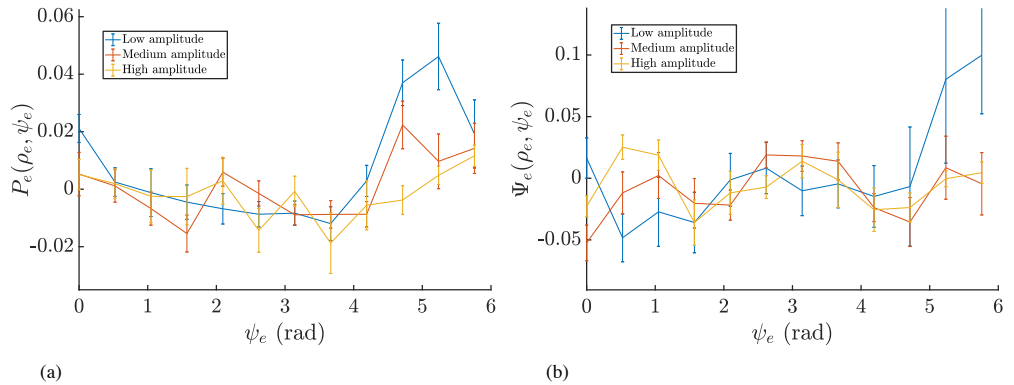 0.06
0.04
0.02
0
-0.02
P_e(ρ_e, ψ_e)
Low amplitude
Medium amplitude
High amplitude
0 1 2 3 4 5 6
ψ_e (rad)
(a)
0.1
0.05
0
-0.05
Ψ_e(ρ_e, ψ_e)
Low amplitude
Medium amplitude
High amplitude
0 1 2 3 4 5 6
ψ_e (rad)
(b)